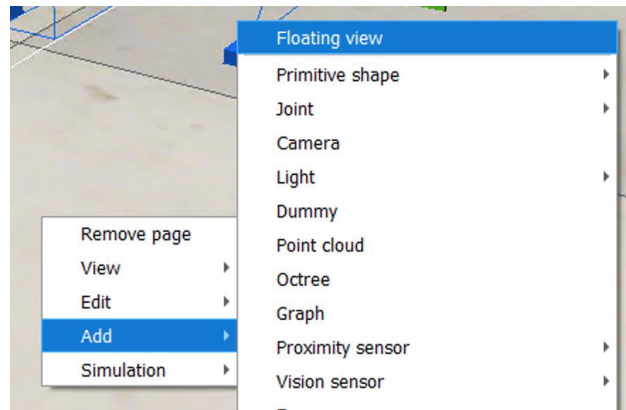 Floating view
Primitive shape
Joint
Camera
Light
Dummy
Point cloud
Octree
Graph
Proximity sensor
Vision sensor
Remove page
View
Edit
Add
Simulation